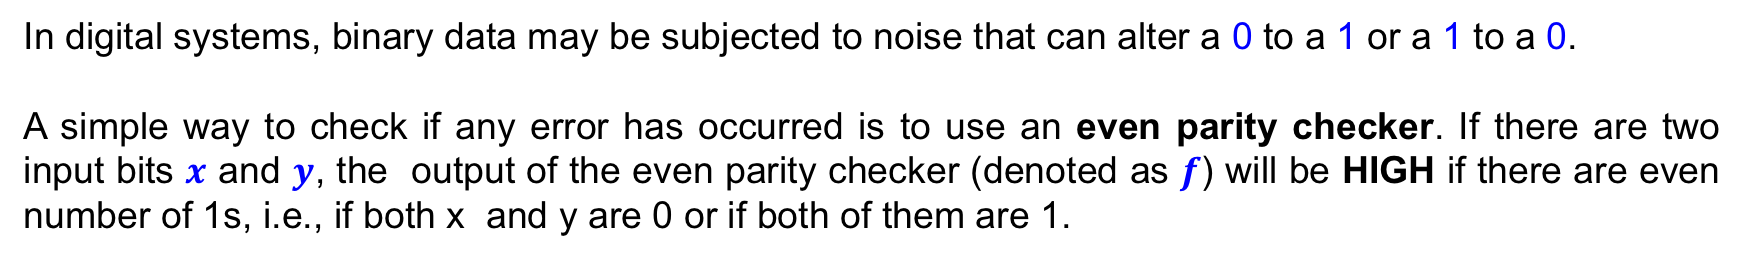 In digital systems, binary data may be subjected to noise that can alter a 0 to a 1 or a 1 to a 0.
A simple way to check if any error has occurred is to use an even parity checker. If there are two
input bits x and y, the output of the even parity checker (denoted as f) will be HIGH if there are even
number of 1s, i.e., if both x and y are 0 or if both of them are 1.